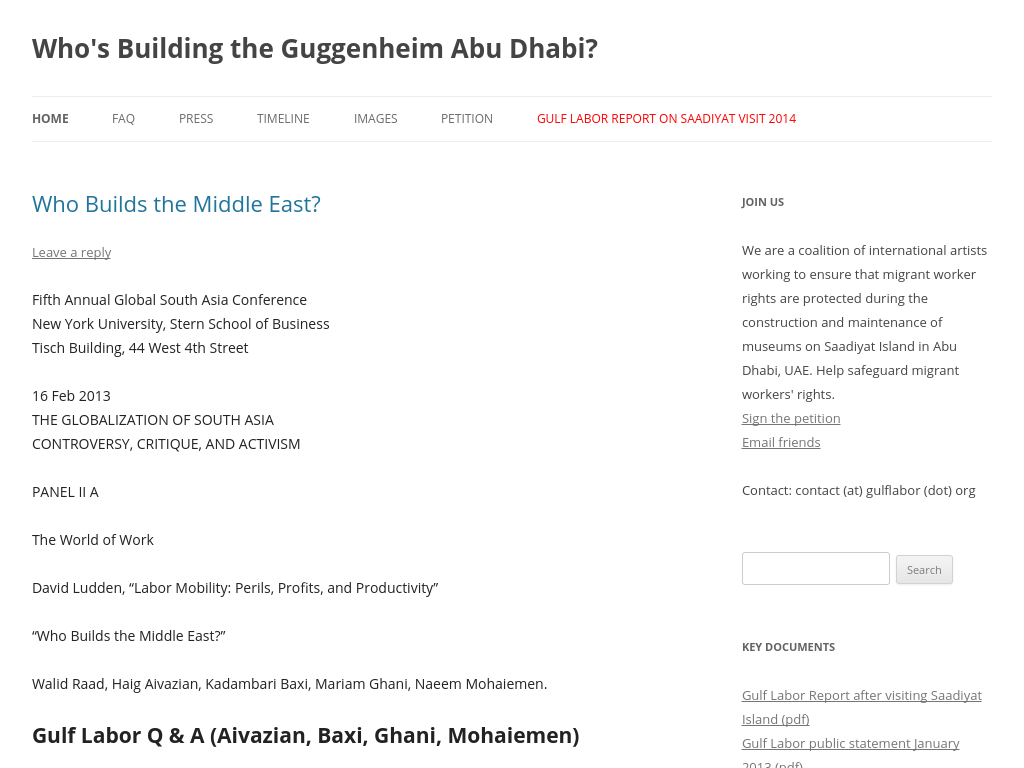 Who's Building the Guggenheim Abu Dhabi?
HOME FAQ PRESS TIMELINE IMAGES PETITION GULF LABOR REPORT ON SAADIYAT VISIT 2014
Who Builds the Middle East?
Leave a reply
Fifth Annual Global South Asia Conference
New York University, Stern School of Business
Tisch Building, 44 West 4th Street
16 Feb 2013
THE GLOBALIZATION OF SOUTH ASIA
CONTROVERSY, CRITIQUE, AND ACTIVISM
PANEL II A
The World of Work
David Ludden, “Labor Mobility: Perils, Profits, and Productivity”
“Who Builds the Middle East?”
Walid Raad, Haig Aivazian, Kadambari Baxi, Mariam Ghani, Naeem Mohaiemen.
Gulf Labor Q & A (Aivazian, Baxi, Ghani, Mohaiemen)
JOIN US
We are a coalition of international artists
working to ensure that migrant worker
rights are protected during the
construction and maintenance of
museums on Saadiyat Island in Abu
Dhabi, UAE. Help safeguard migrant
workers' rights.
Sign the petition
Email friends
Contact: contact (at) gulflabor (dot) org
Search
KEY DOCUMENTS
Gulf Labor Report after visiting Saadiyat
Island (pdf)
Gulf Labor public statement January
2013 (pdf)